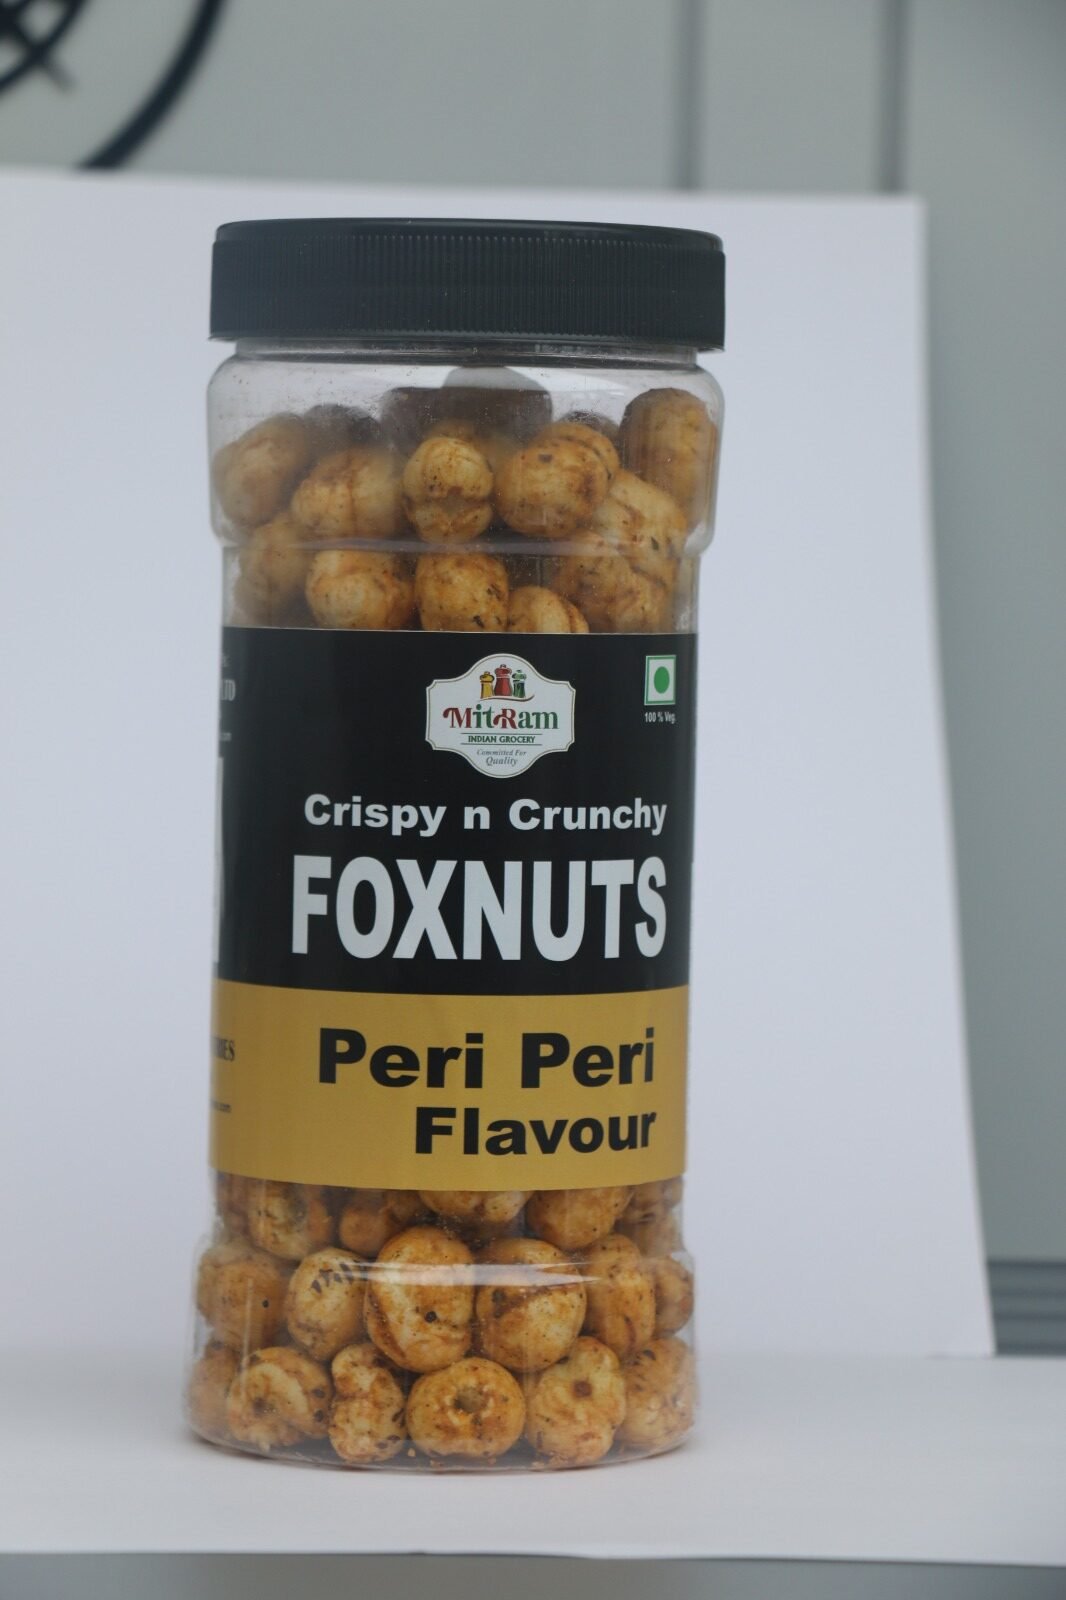 MitRam
INDIAN GROCERY
Committed For
Quality
100 % Veg.
Crispy n Crunchy
FOXNUTS
Peri Peri
Flavour